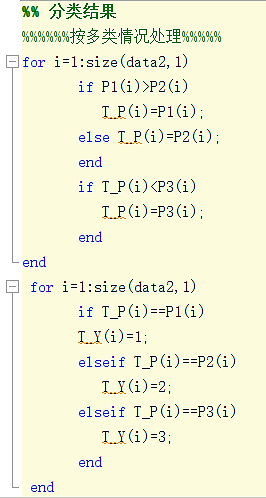 %% 分类结果
%%%%%%按多类情况处理%%%%%
for i=1:size(data2,1)
if P1(i)>P2(i)
T_P(i)=P1(i);
else T_P(i)=P2(i);
end
if T_P(i)<P3(i)
T_P(i)=P3(i);
end
end
for i=1:size(data2,1)
if T_P(i)==P1(i)
T_Y(i)=1;
elseif T_P(i)==P2(i)
T_Y(i)=2;
elseif T_P(i)==P3(i)
T_Y(i)=3;
end
end